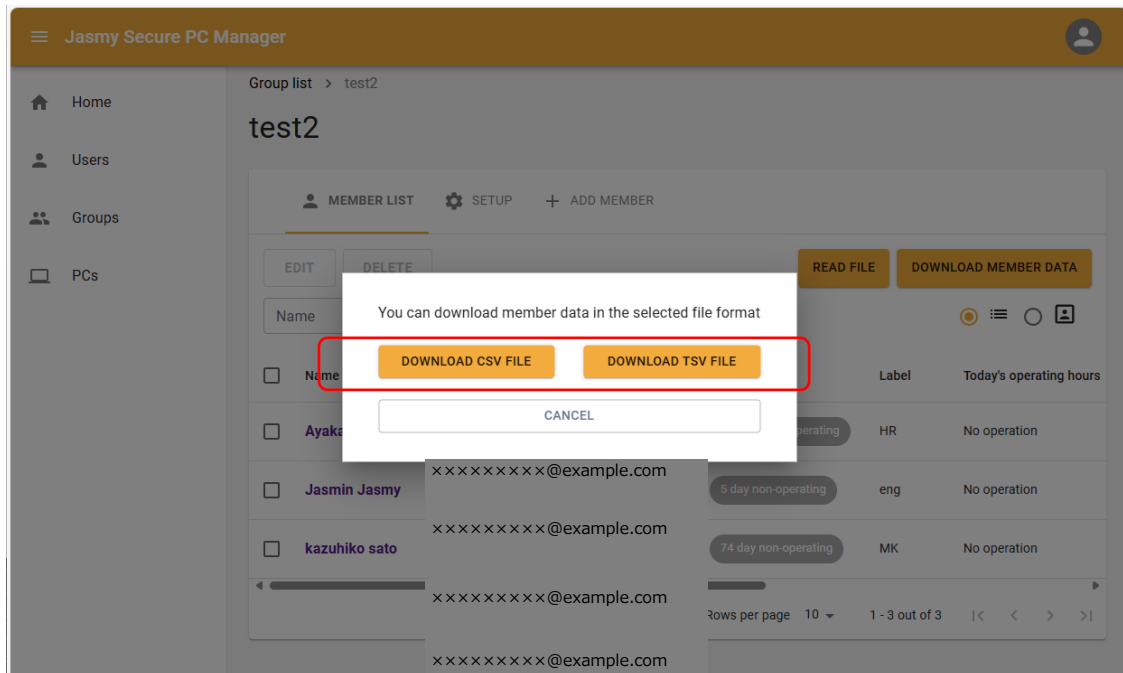 Jasmy Secure PC Manager
Home
Users
Groups
PCs
Group list > test2
test2
MEMBER LIST
SETUP
+ ADD MEMBER
EDIT
DELETE
READ FILE
DOWNLOAD MEMBER DATA
Name
You can download member data in the selected file format
DOWNLOAD CSV FILE
DOWNLOAD TSV FILE
CANCEL
Name
Label
Today's operating hours
Ayaka
perating
HR
No operation
×××××××××@example.com
Jasmin Jasmy
5 day non-operating
eng
No operation
×××××××××@example.com
kazuhiko sato
74 day non-operating
MK
No operation
×××××××××@example.com
Rows per page 10
1 - 3 out of 3
×××××××××@example.com